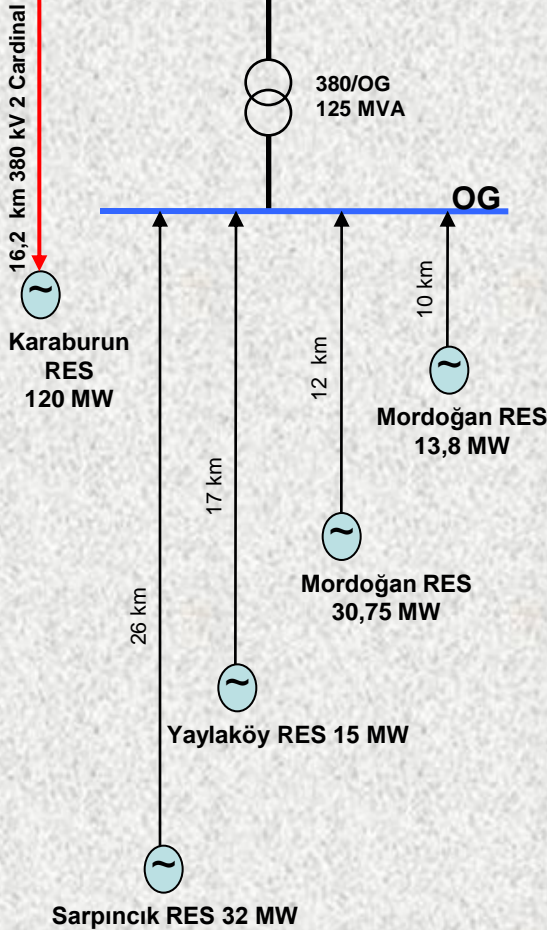 16,2 km 380 kV 2 Cardinal
380/OG
125 MVA
OG
~
Karaburun
RES
120 MW
10 km
~
Mordoğan RES
13,8 MW
12 km
~
Mordoğan RES
30,75 MW
17 km
~
Yaylaköy RES 15 MW
26 km
~
Sarpıncık RES 32 MW